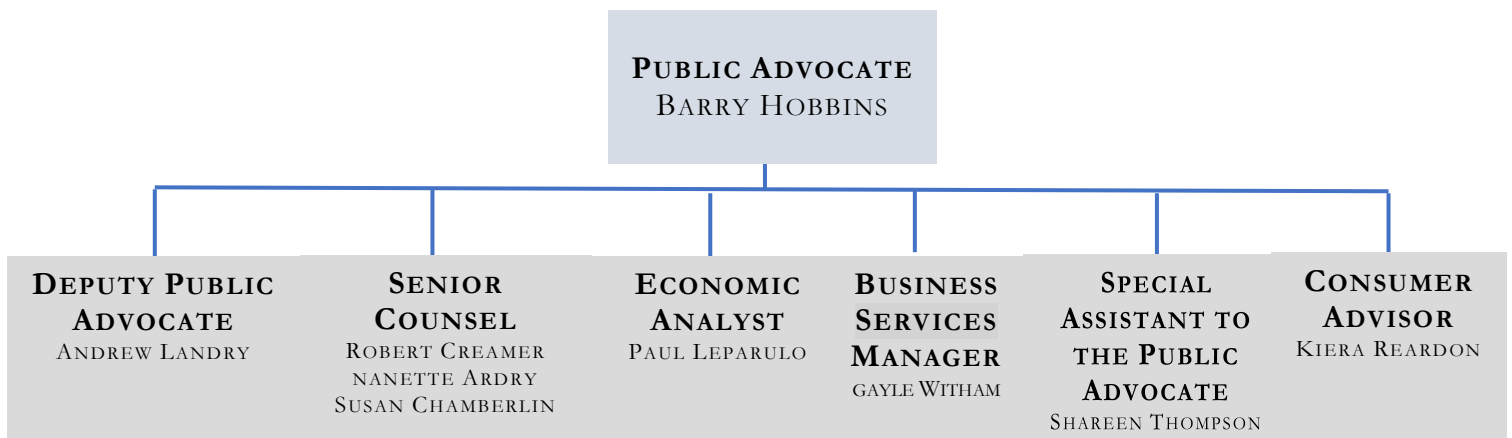 PUBLIC ADVOCATE
BARRY HOBBINS
DEPUTY PUBLIC
ADVOCATE
ANDREW LANDRY
SENIOR
COUNSEL
ROBERT CREAMER
NANETTE ARDRY
SUSAN CHAMBERLIN
ECONOMIC
ANALYST
PAUL LEPARULO
BUSINESS
SERVICES
MANAGER
GAYLE WITHAM
SPECIAL
ASSISTANT TO
THE PUBLIC
ADVOCATE
SHAREEN THOMPSON
CONSUMER
ADVISOR
KIERA REARDON